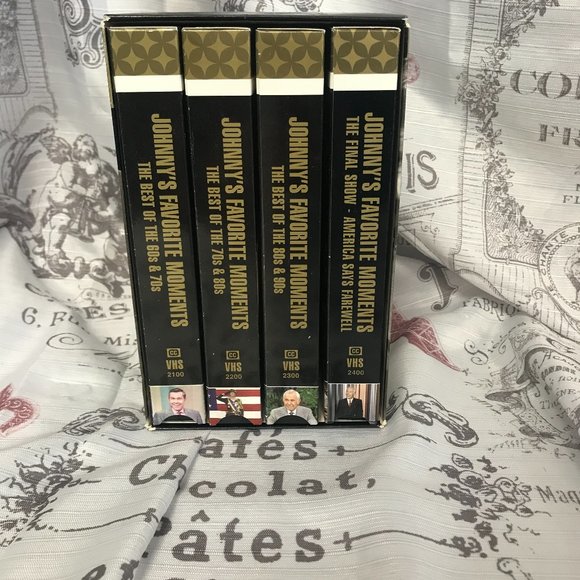 JOHNNY'S FAVORITE MOMENTS
THE BEST OF THE 60s & 70s
CC
VHS
2100
JOHNNY'S FAVORITE MOMENTS
THE BEST OF THE 70s & 80s
CC
VHS
2200
JOHNNY'S FAVORITE MOMENTS
THE BEST OF THE 80s & 90s
CC
VHS
2300
JOHNNY'S FAVORITE MOMENTS
THE FINAL SHOW - AMERICA SAYS FAREWELL
CC
VHS
2400
6.
Cafés
Chocolat,
Pâtes